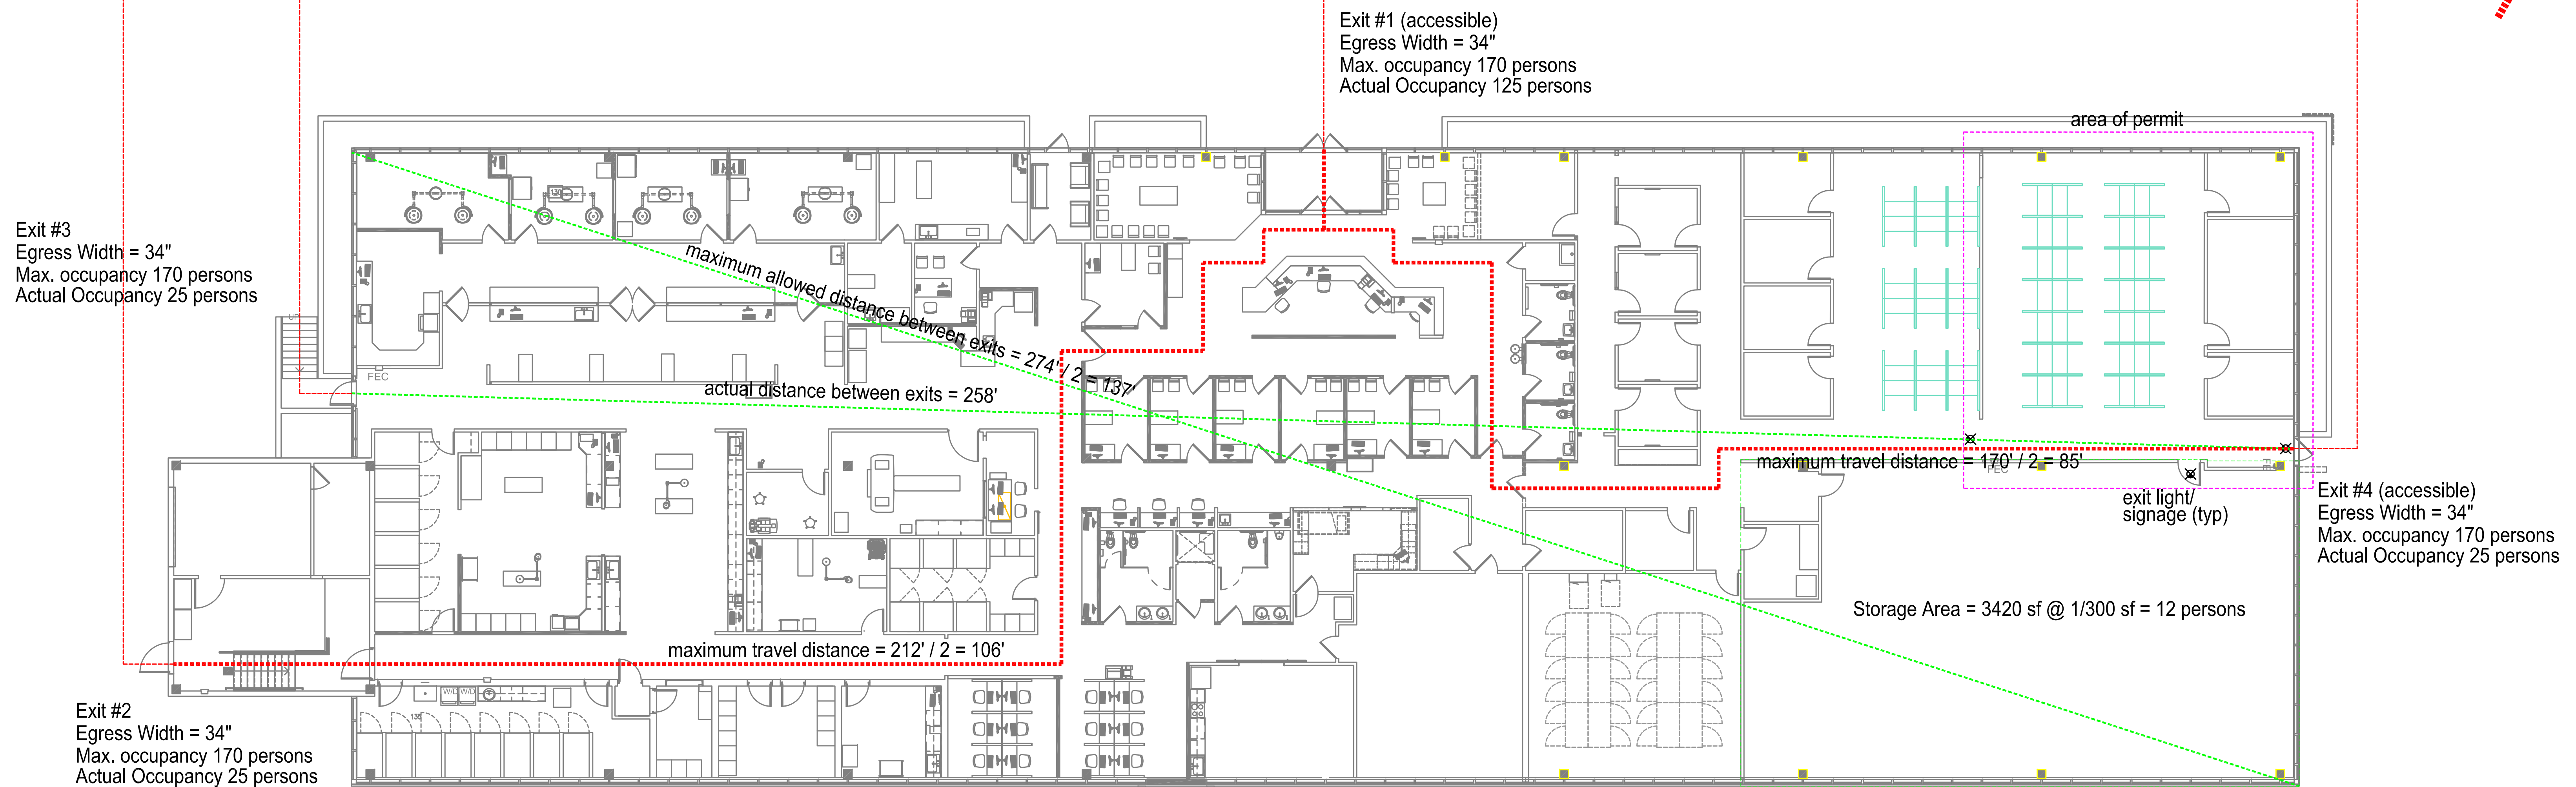 Exit #1 (accessible)
Egress Width = 34"
Max. occupancy 170 persons
Actual Occupancy 125 persons
area of permit
Exit #3
Egress Width = 34"
Max. occupancy 170 persons
Actual Occupancy 25 persons
maximum allowed distance between exits = 274' / 2 = 137'
UP
FEC
actual distance between exits = 258'
maximum travel distance = 170' / 2 = 85'
FEC
exit light/
signage (typ)
Exit #4 (accessible)
Egress Width = 34"
Max. occupancy 170 persons
Actual Occupancy 25 persons
Storage Area = 3420 sf @ 1/300 sf = 12 persons
maximum travel distance = 212' / 2 = 106'
W/D W/D
135
Exit #2
Egress Width = 34"
Max. occupancy 170 persons
Actual Occupancy 25 persons